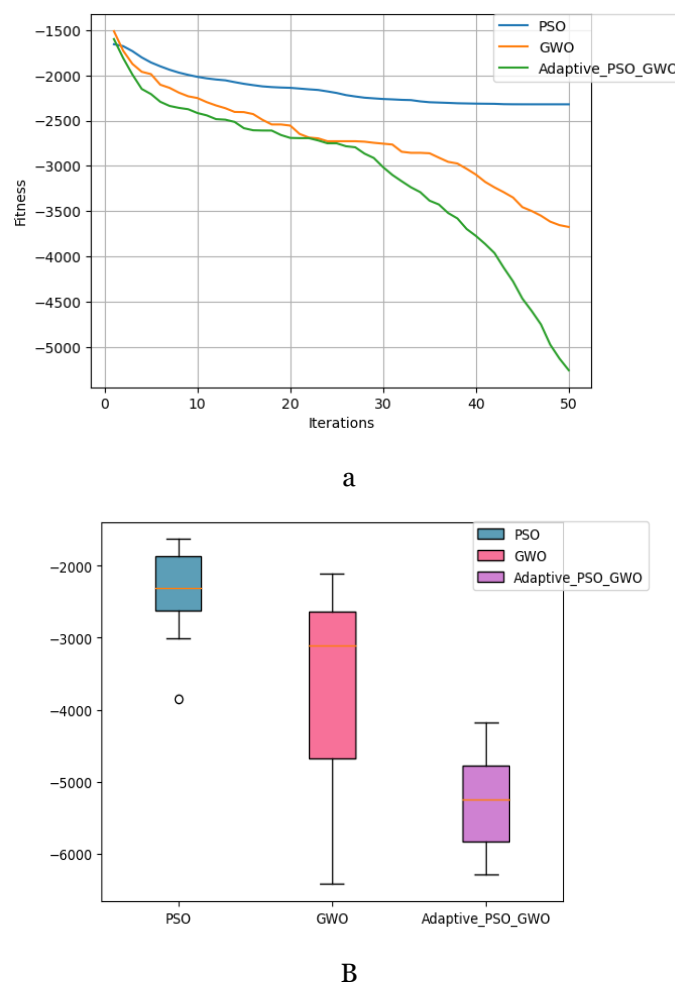 −1500
−2000
−2500
−3000
−3500
−4000
−4500
−5000
Fitness
PSO
GWO
Adaptive_PSO_GWO
0 10 20 30 40 50
Iterations
a
−2000
−3000
−4000
−5000
−6000
PSO
GWO
Adaptive_PSO_GWO
PSO GWO Adaptive_PSO_GWO
B